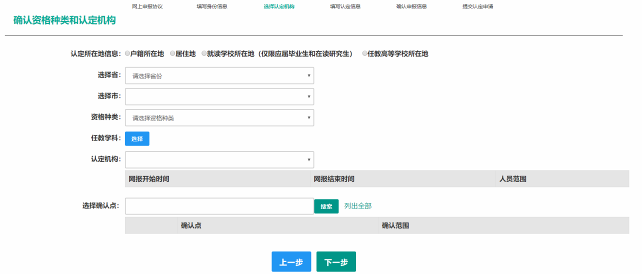 网上申报协议 填写身份信息 选择认定机构 填写认定信息 确认申报信息 提交认定申请
确认资格种类和认定机构
认定所在地信息： 户籍所在地 居住地 就读学校所在地（仅限应届毕业生和在读研究生） 任教高等学校所在地
选择省： 请选择省份
选择市：
资格种类： 请选择资格种类
任教学科： 选择
认定机构：
网报开始时间 网报结束时间 人员范围
选择确认点： 搜索 列出全部
确认点 确认范围
上一步 下一步